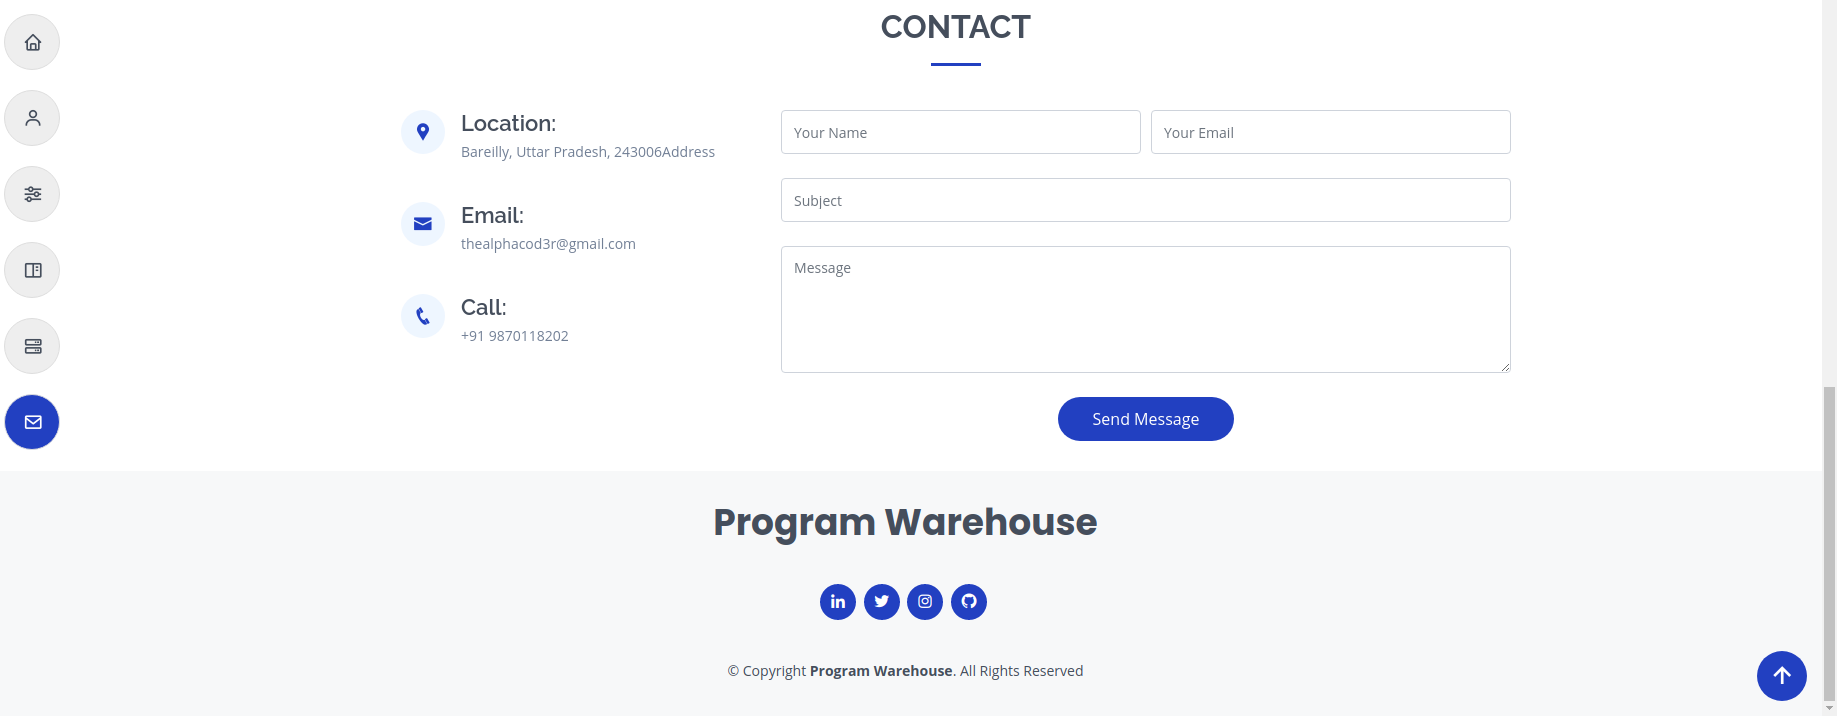 CONTACT
Location:
Bareilly, Uttar Pradesh, 243006Address
Email:
thealphacod3r@gmail.com
Call:
+91 9870118202
Your Name
Your Email
Subject
Message
Send Message
Program Warehouse
in
© Copyright Program Warehouse. All Rights Reserved